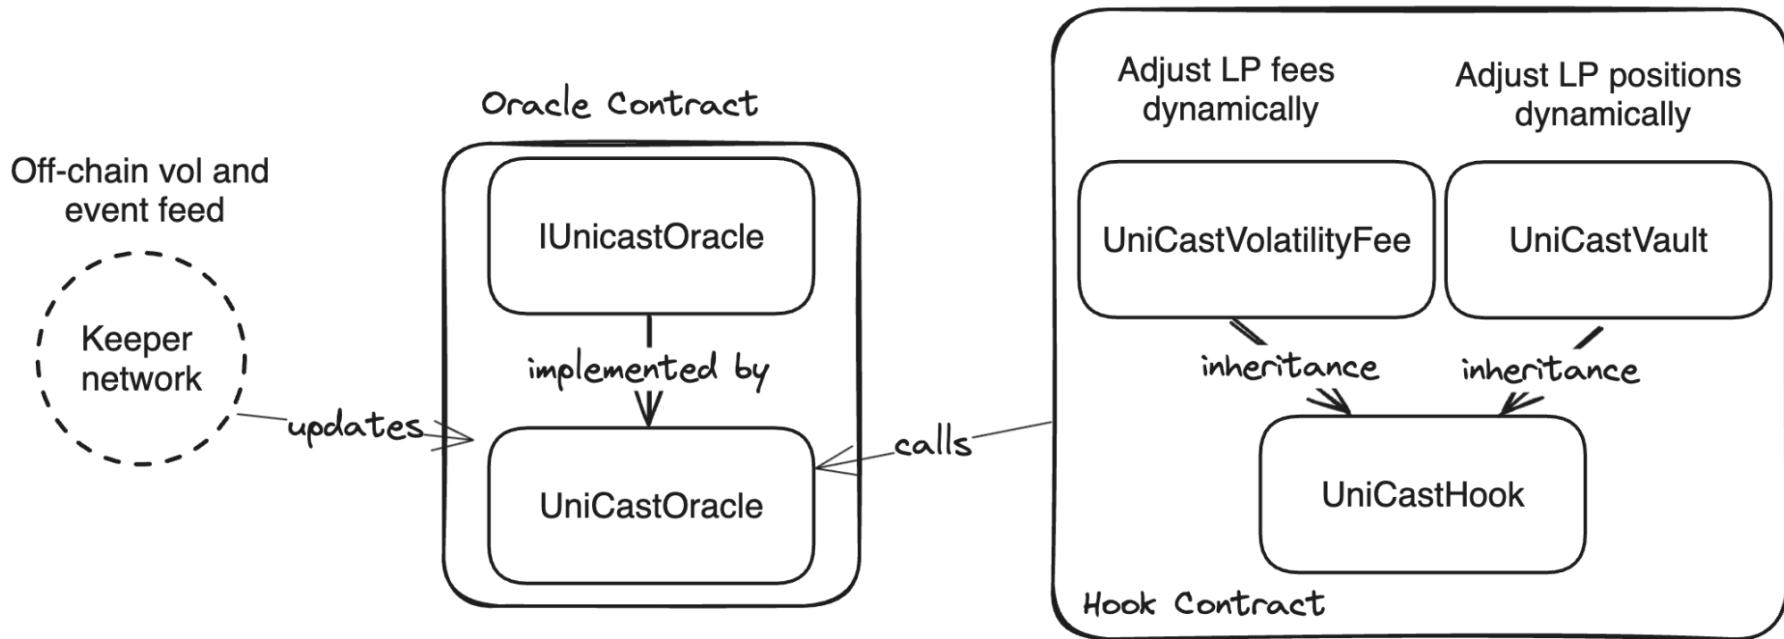 Off-chain vol and
event feed
Keeper
network
updates
Oracle Contract
IUnicastOracle
implemented by
UniCastOracle
calls
Adjust LP fees
dynamically
Adjust LP positions
dynamically
UniCastVolatilityFee
UniCastVault
inheritance
inheritance
UniCastHook
Hook Contract